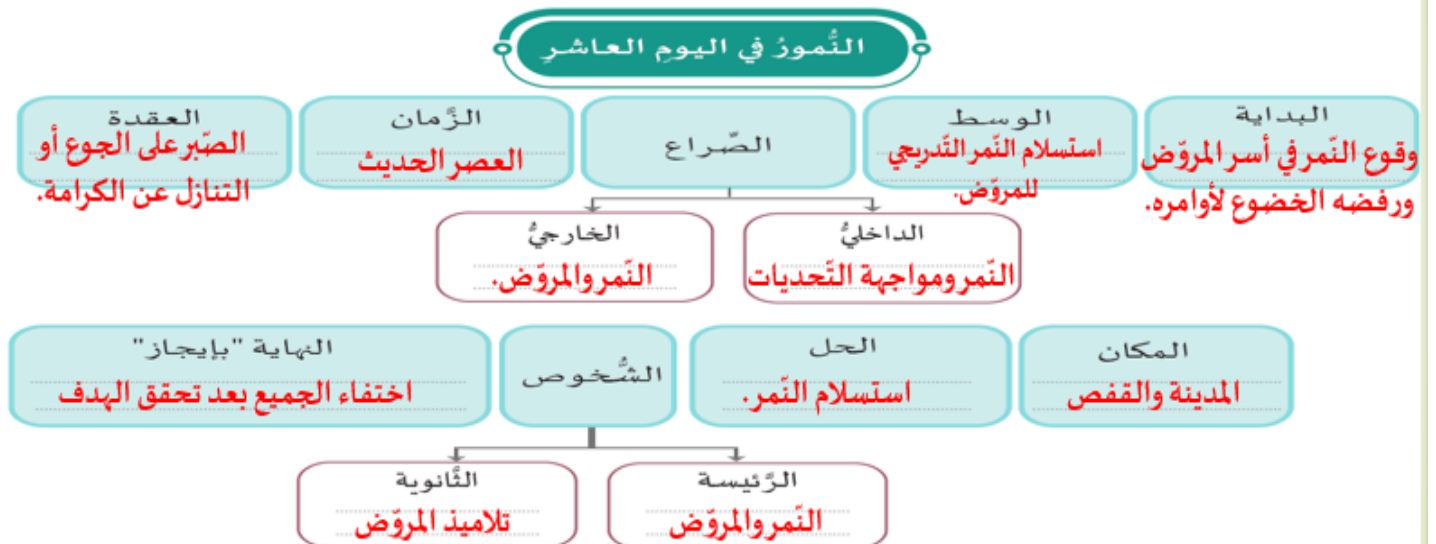 النُّمورُ في اليومِ العاشرِ
البداية
وقوع النّمر في أسر المروّض
ورفضه الخضوع لأوامره.
الوسط
استسلام النّمر التّدريجي
للمروّض.
الصّراع
الزَّمان
العصر الحديث
العقدة
الصّبر على الجوع أو
التنازل عن الكرامة.
الداخليُّ
النّمر ومواجهة التّحديات
الخارجيُّ
النّمر والمروّض.
المكان
المدينة والقفص
الحل
استسلام النّمر.
الشُّخوص
النهاية "بإيجاز"
اختفاء الجميع بعد تحقق الهدف
الرَّئيسة
النّمر والمروّض
الثَّانوية
تلاميذ المروّض